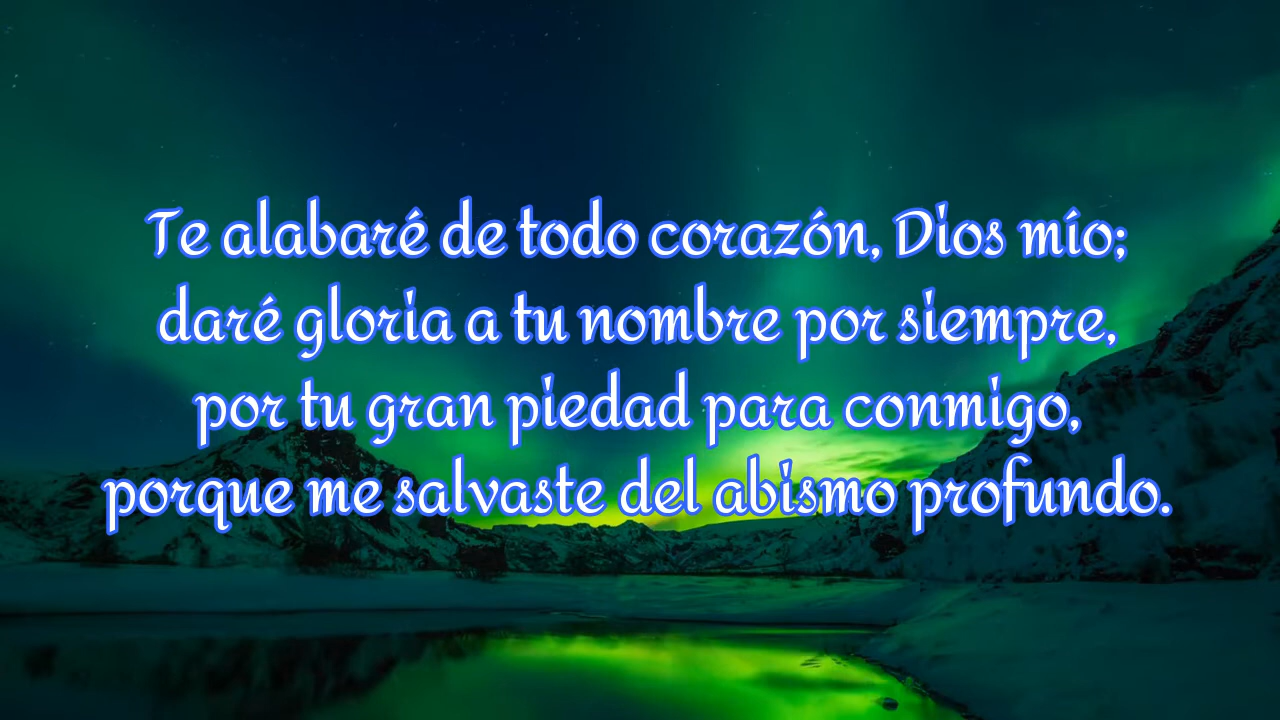 Te alabaré de todo corazón, Dios mío;
daré gloria a tu nombre por siempre,
por tu gran piedad para conmigo,
porque me salvaste del abismo profundo.